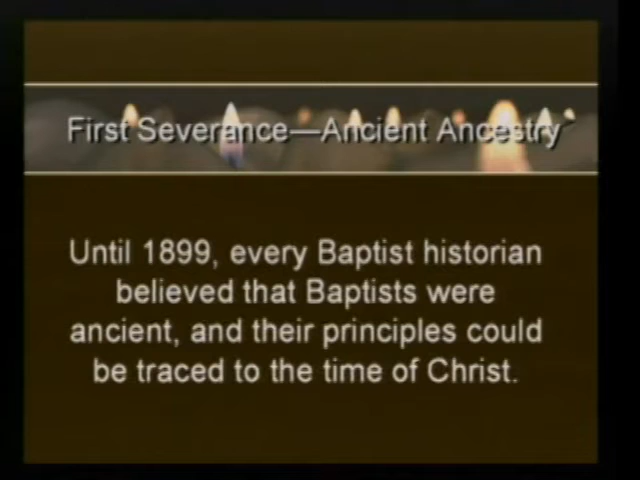 First Severance—Ancient Ancestry
Until 1899, every Baptist historian
believed that Baptists were
ancient, and their principles could
be traced to the time of Christ.